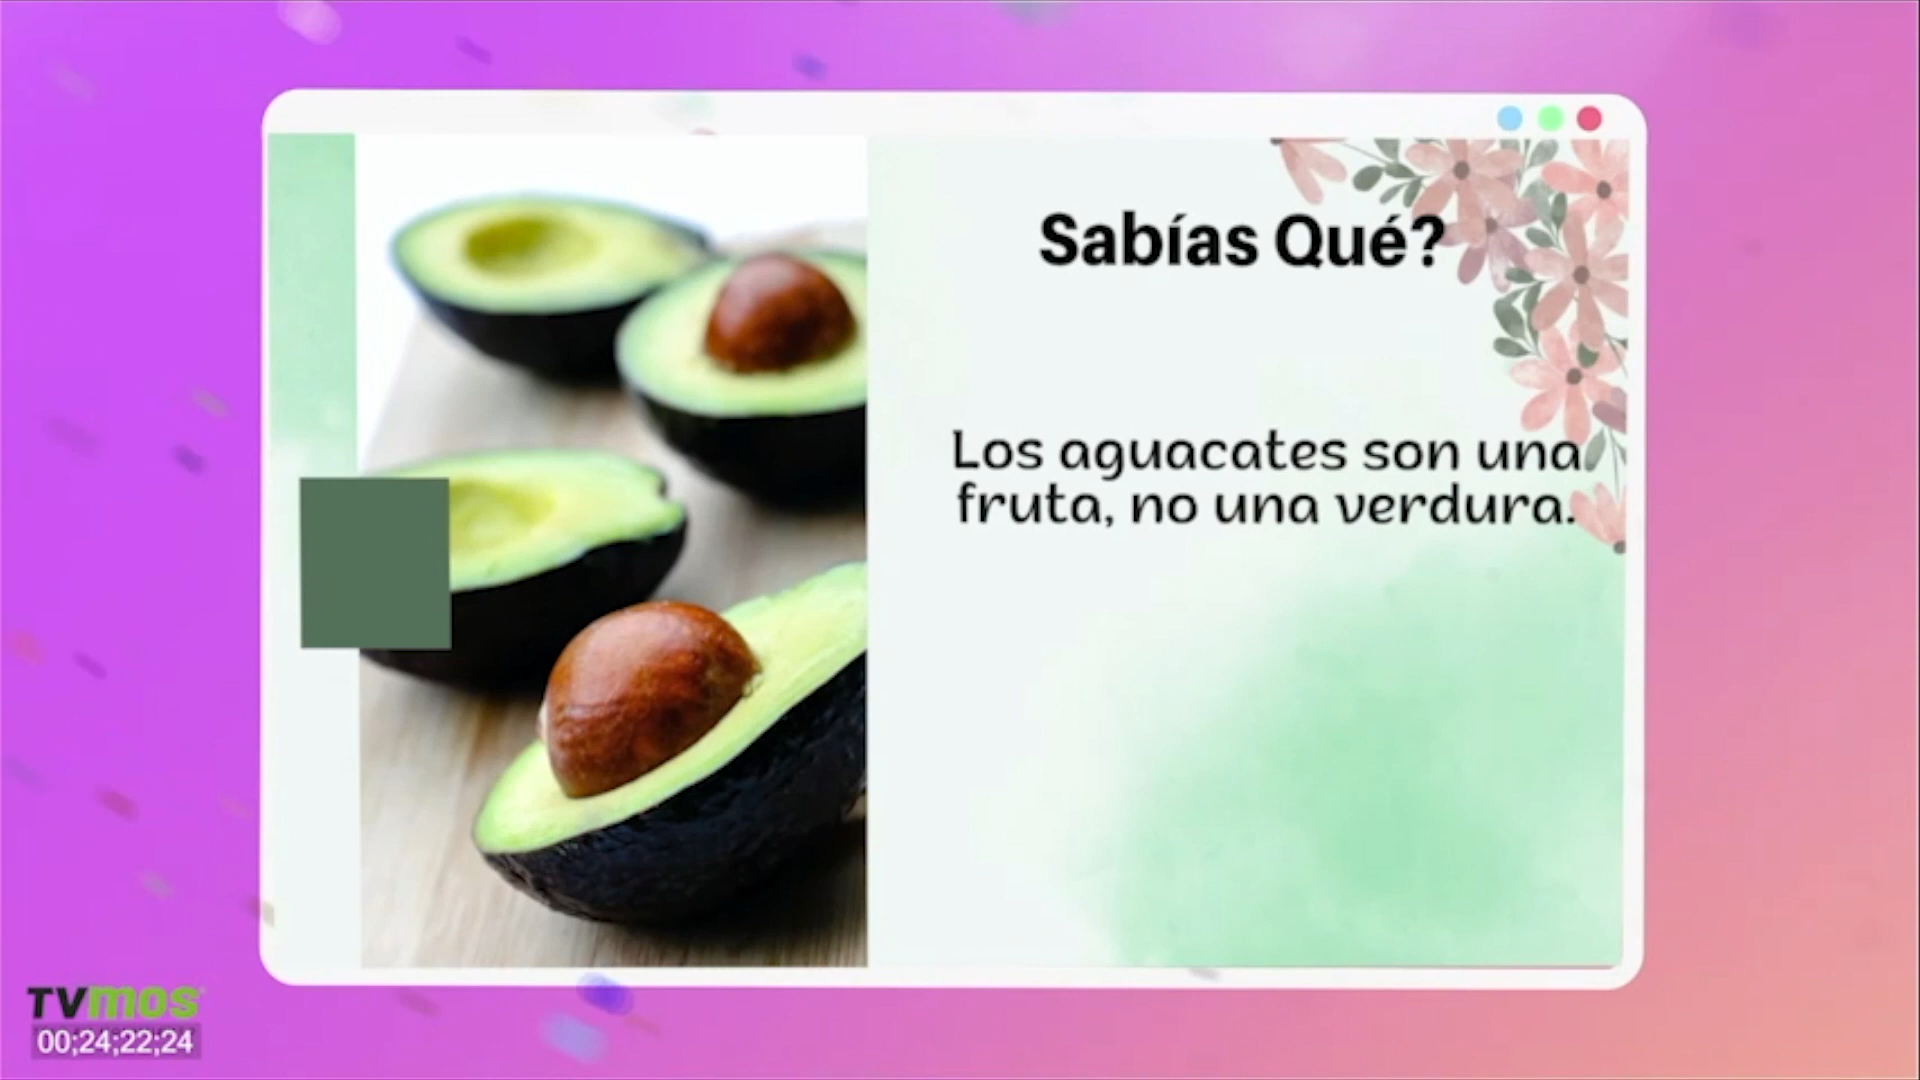 Sabías Qué?
Los aguacates son una
fruta, no una verdura.
TVmos
00;24;22;24